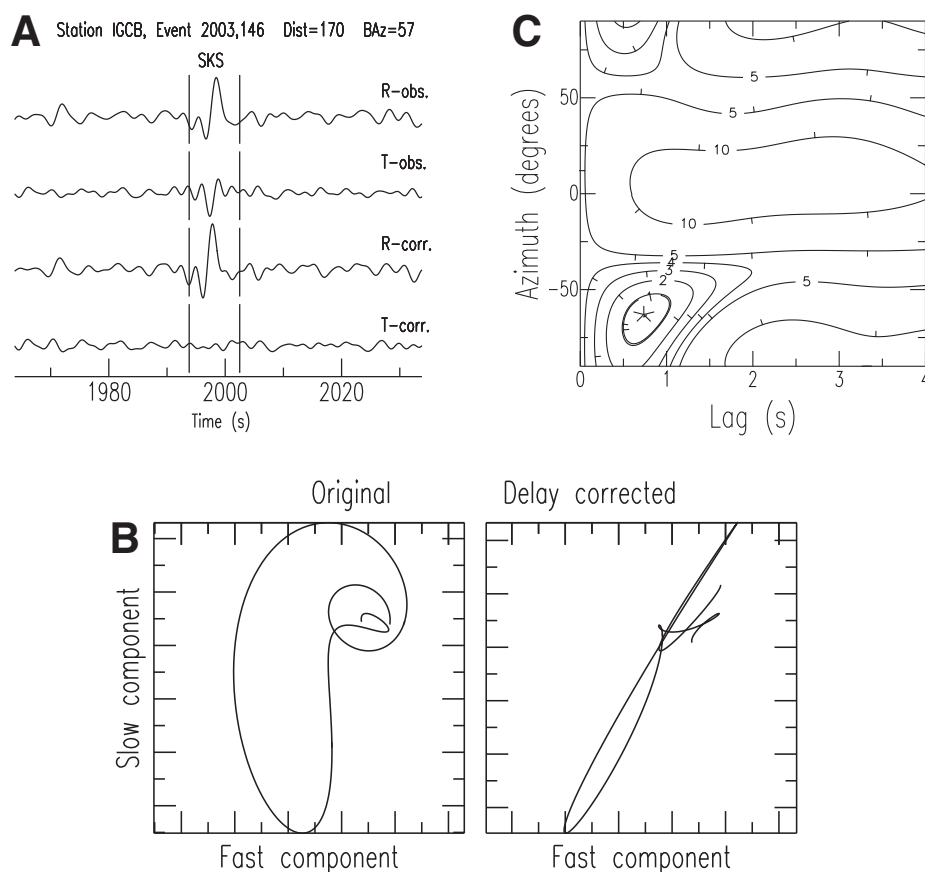 A
Station IGCB, Event 2003,146 Dist=170 BAz=57
SKS
R-obs.
T-obs.
R-corr.
T-corr.
1980 2000 2020
Time (s)
C
Azimuth (degrees)
50
0
-50
5
5
10
10
5
4
3
2
5
0 1 2 3 4
Lag (s)
B
Original
Delay corrected
Slow component
Fast component
Fast component